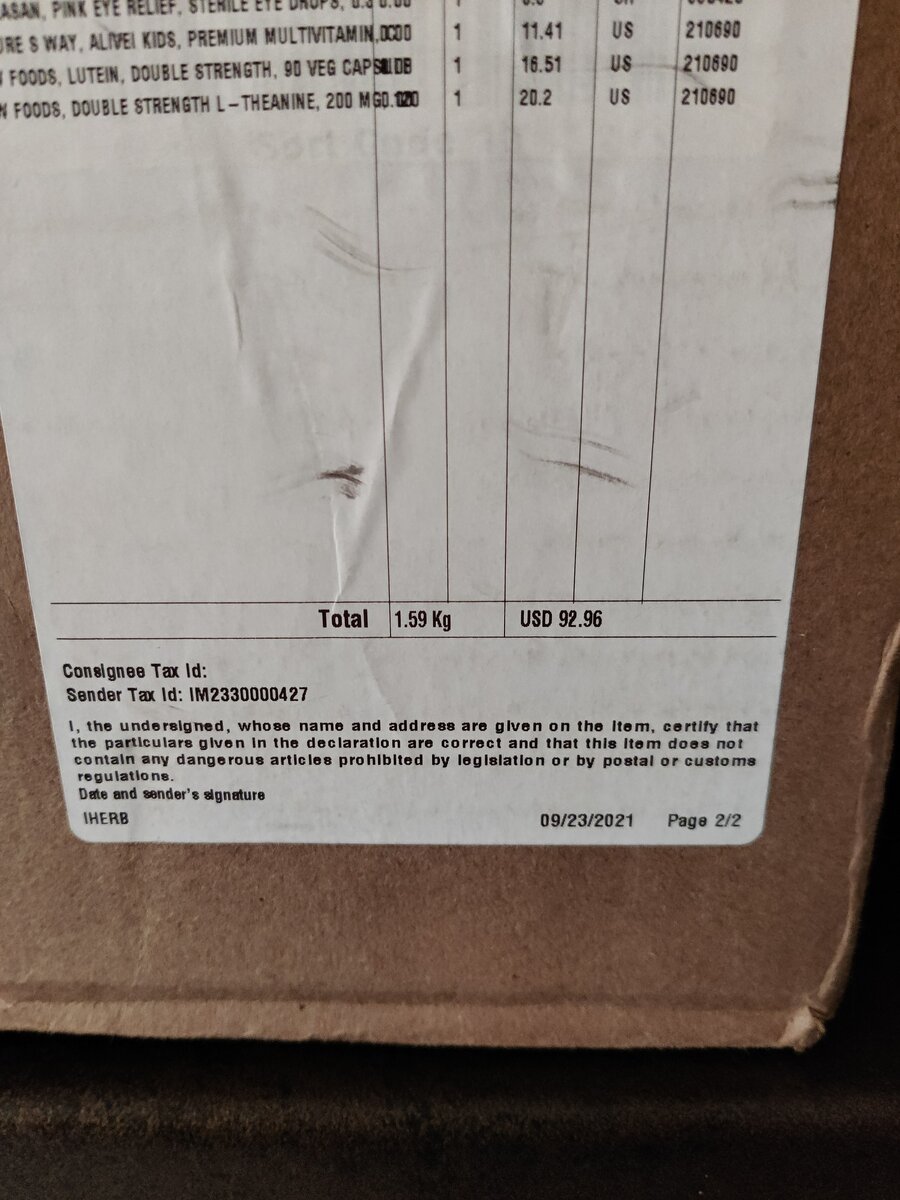 ASAN, PINK EYE RELIEF, STERILE EYE DROPS, 1
URE S WAY, ALIVE! KIDS, PREMIUM MULTIVITAMIN, 1 11.41 US 210690
FOODS, LUTEIN, DOUBLE STRENGTH, 90 VEG CAPS 1 16.51 US 210690
W FOODS, DOUBLE STRENGTH L-THEANINE, 200 MG 1 20.2 US 210690
Total 1.59 Kg USD 92.96
Consignee Tax Id:
Sender Tax Id: IM2330000427
I, the undersigned, whose name and address are given on the item, certify that
the particulars given in the declaration are correct and that this item does not
contain any dangerous articles prohibited by legislation or by postal or customs
regulations.
Date and sender's signature
IHERB 09/23/2021 Page 2/2